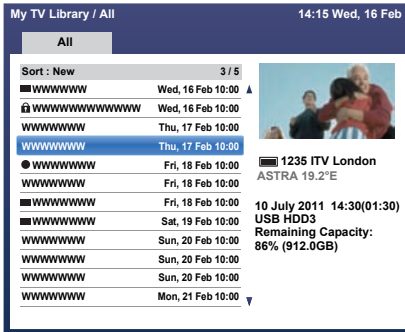 My TV Library / All 14:15 Wed, 16 Feb
All
Sort : New 3 / 5
WWWWWW Wed, 16 Feb 10:00
WWWWWWWWWWWW Wed, 16 Feb 10:00
WWWWWWW Thu, 17 Feb 10:00
WWWWWWW Thu, 17 Feb 10:00
WWWWWWW Fri, 18 Feb 10:00
WWWWWWW Fri, 18 Feb 10:00
WWWWWWW Fri, 18 Feb 10:00
WWWWWWW Sat, 19 Feb 10:00
WWWWWWW Sun, 20 Feb 10:00
WWWWWWW Sun, 20 Feb 10:00
WWWWWWW Sun, 20 Feb 10:00
WWWWWWW Mon, 21 Feb 10:00
1235 ITV London
ASTRA 19.2°E
10 July 2011 14:30(01:30)
USB HDD3
Remaining Capacity:
86% (912.0GB)